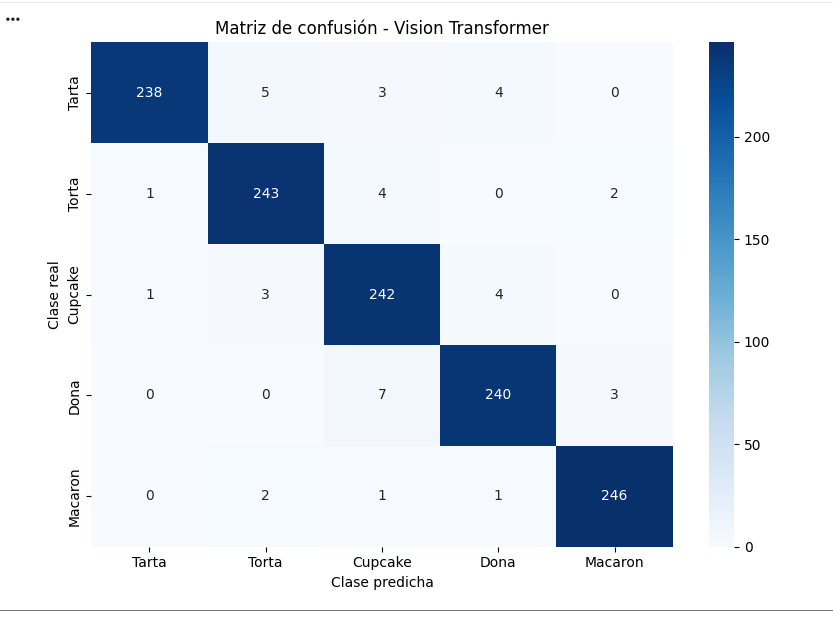 ...
Matriz de confusión - Vision Transformer
Tarta 238 5 3 4 0
Torta 1 243 4 0 2
Cupcake 1 3 242 4 0
Dona 0 0 7 240 3
Macaron 0 2 1 1 246
Clase real
Tarta Torta Cupcake Dona Macaron
Clase predicha
200
150
100
50
0